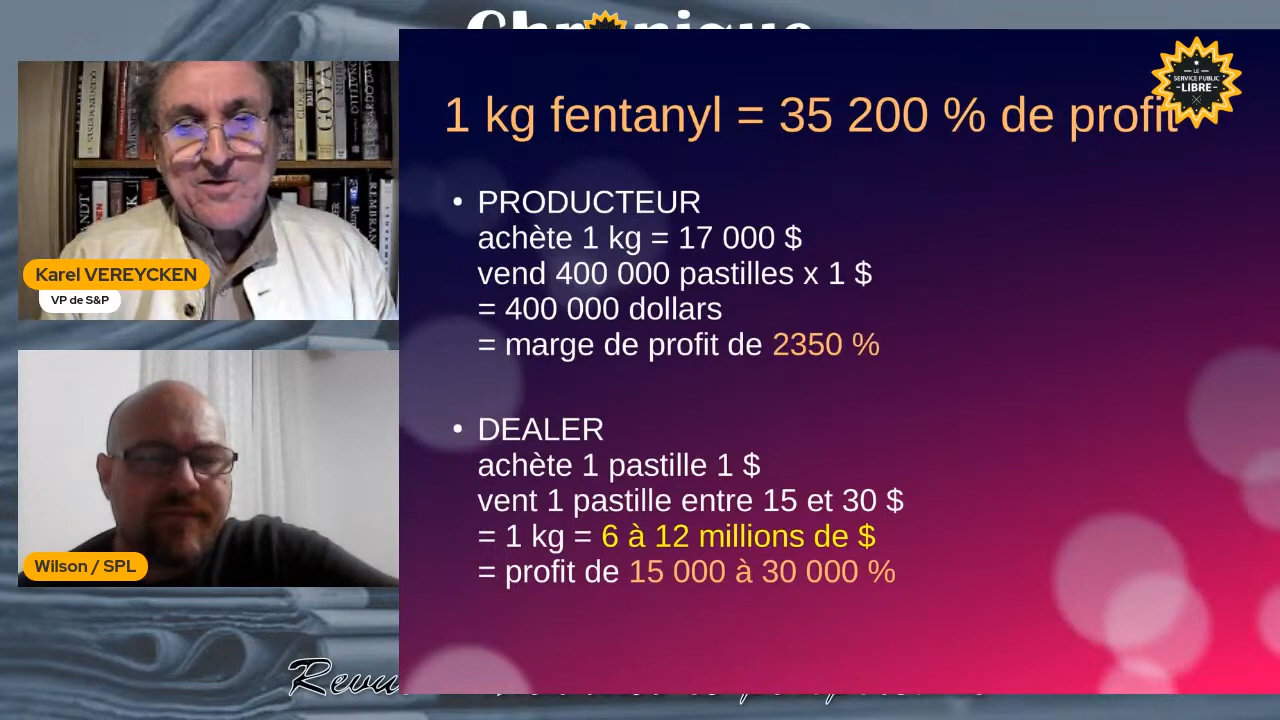 Chronique
LE
SERVICE PUBLIC
LIBRE
1 kg fentanyl = 35 200 % de profit
• PRODUCTEUR
achète 1 kg = 17 000 $
vend 400 000 pastilles x 1 $
= 400 000 dollars
= marge de profit de 2350 %
• DEALER
achète 1 pastille 1 $
vent 1 pastille entre 15 et 30 $
= 1 kg = 6 à 12 millions de $
= profit de 15 000 à 30 000 %
GOYA
Karel VEREYCKEN
VP de S&P
Wilson / SPL